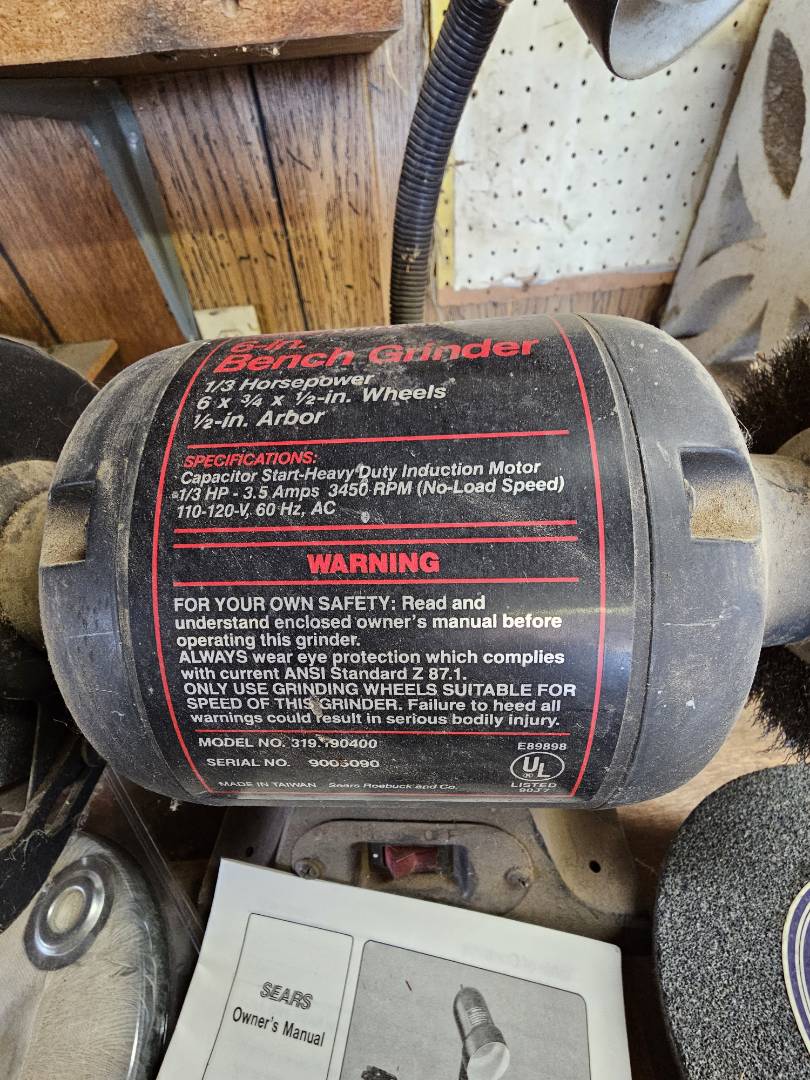 6-in.
Bench Grinder
1/3 Horsepower
6 x 3/4 x 1/2-in. Wheels
1/2-in. Arbor
SPECIFICATIONS:
Capacitor Start-Heavy Duty Induction Motor
1/3 HP - 3.5 Amps 3450 RPM (No-Load Speed)
110-120-V, 60 Hz, AC
WARNING
FOR YOUR OWN SAFETY: Read and
understand enclosed owner's manual before
operating this grinder.
ALWAYS wear eye protection which complies
with current ANSI Standard Z 87.1.
ONLY USE GRINDING WHEELS SUITABLE FOR
SPEED OF THIS GRINDER. Failure to heed all
warnings could result in serious bodily injury.
MODEL NO.
SERIAL NO.
E89898
UL
®
LISTED
MADE IN TAIWAN Sears Roebuck and Co.
SEARS
Owner's Manual